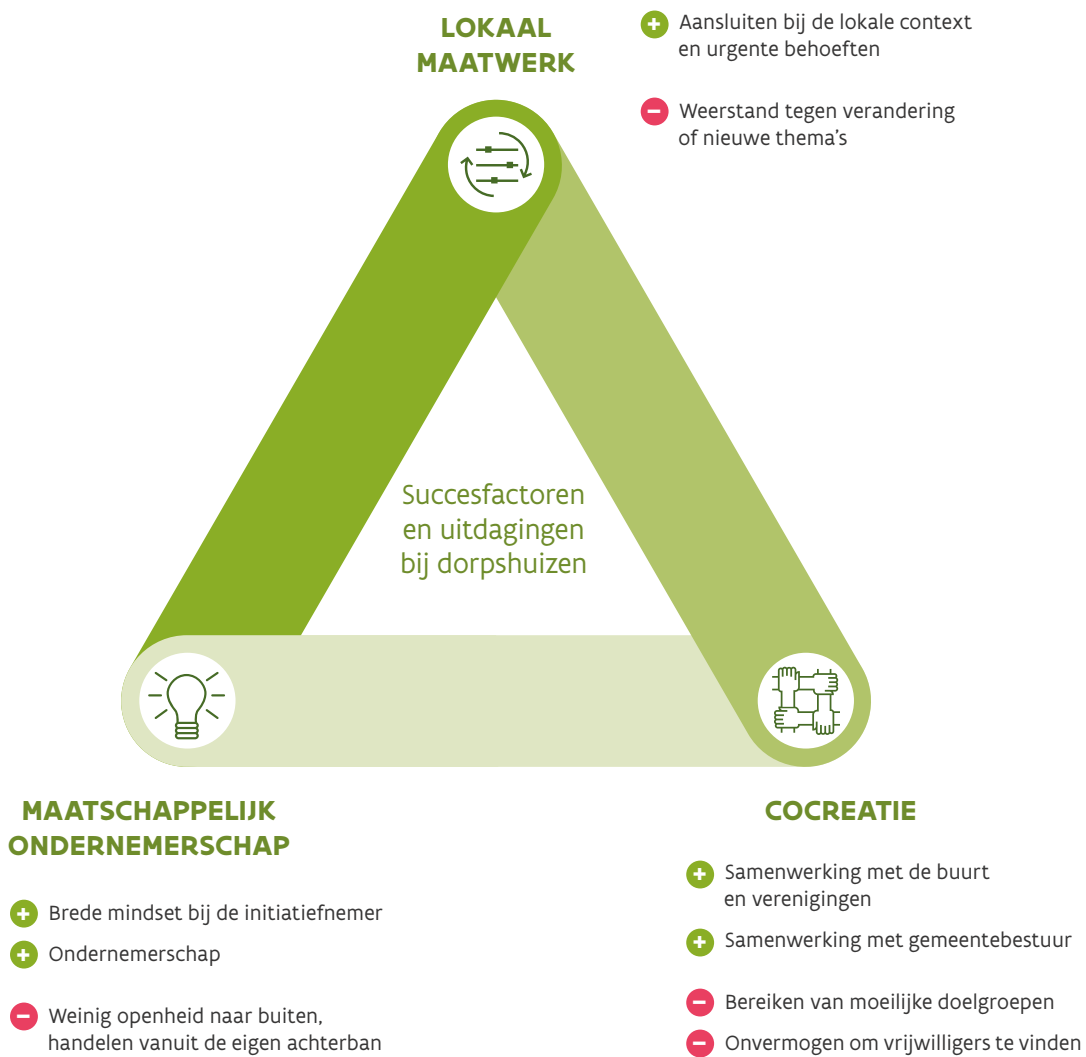 LOKAAL
MAATWERK
+ Aansluiten bij de lokale context
en urgente behoeften
− Weerstand tegen verandering
of nieuwe thema's
Succesfactoren
en uitdagingen
bij dorpshuizen
MAATSCHAPPELIJK
ONDERNEMERSCHAP
+ Brede mindset bij de initiatiefnemer
+ Ondernemerschap
− Weinig openheid naar buiten,
handelen vanuit de eigen achterban
COCREATIE
+ Samenwerking met de buurt
en verenigingen
+ Samenwerking met gemeentebestuur
− Bereiken van moeilijke doelgroepen
− Onvermogen om vrijwilligers te vinden